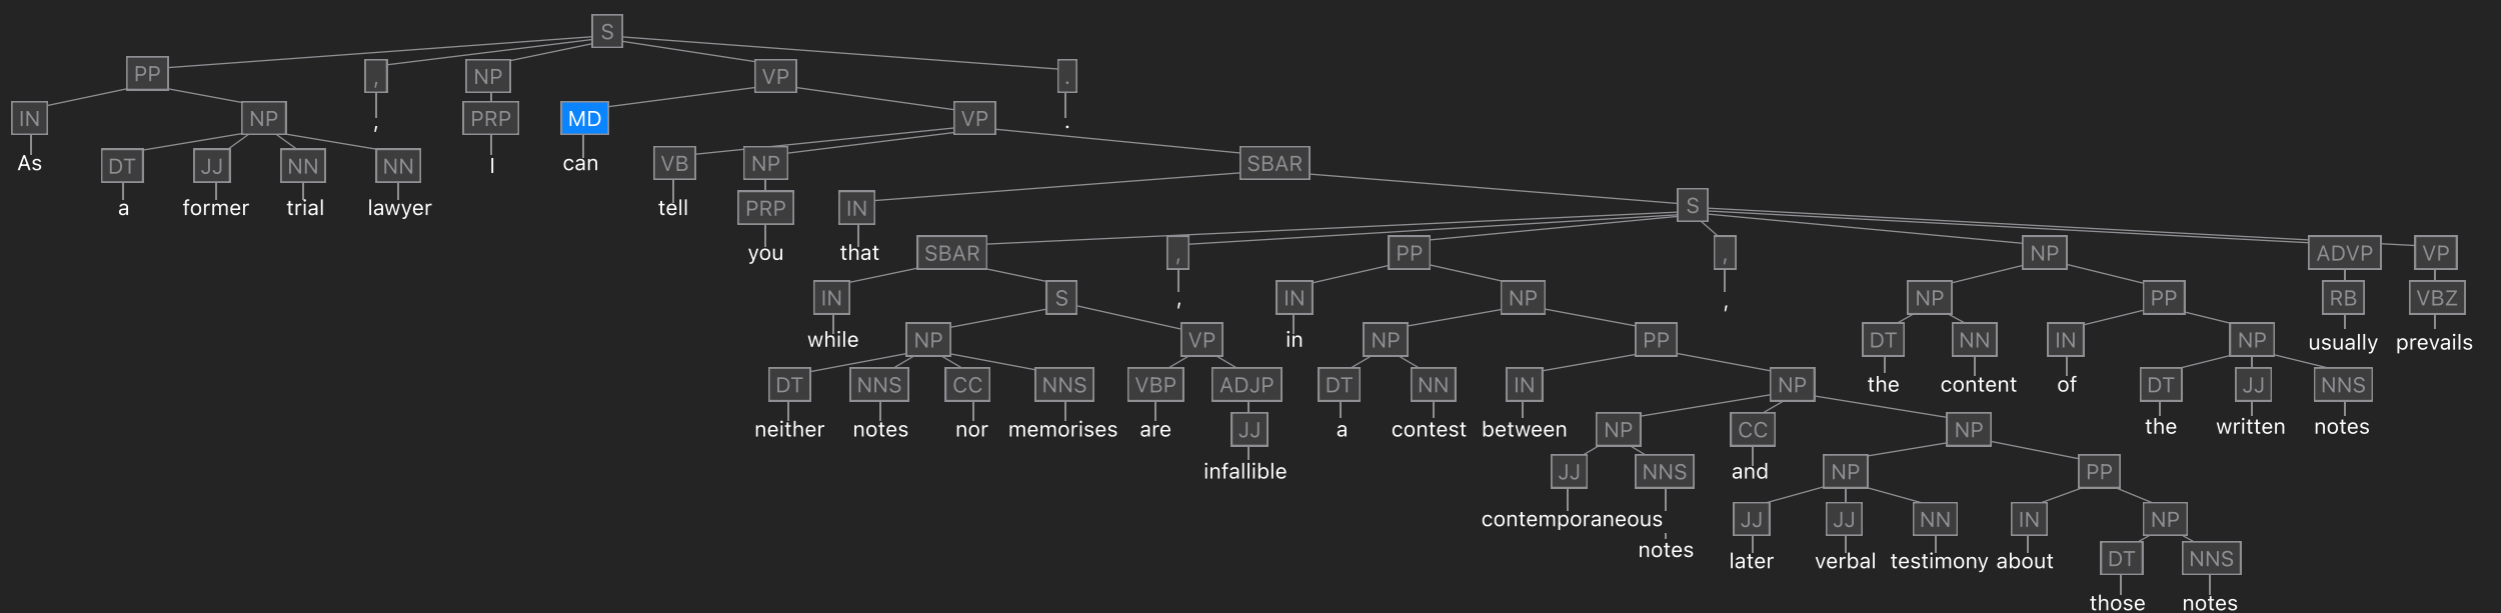 S
PP , NP VP .
IN NP , PRP MD VP .
As DT JJ NN NN I can VB NP SBAR
a former trial lawyer tell PRP IN S
you that SBAR , PP , NP ADVP VP
IN S , IN NP , NP PP RB VBZ
while NP VP in NP PP DT NN IN NP usually prevails
DT NNS CC NNS VBP ADJP DT NN IN NP the content of DT JJ NNS
neither notes nor memorises are JJ a contest between NP CC NP the written notes
infallible JJ NNS and NP PP
contemporaneous JJ JJ NN IN NP
notes later verbal testimony about DT NNS
those notes